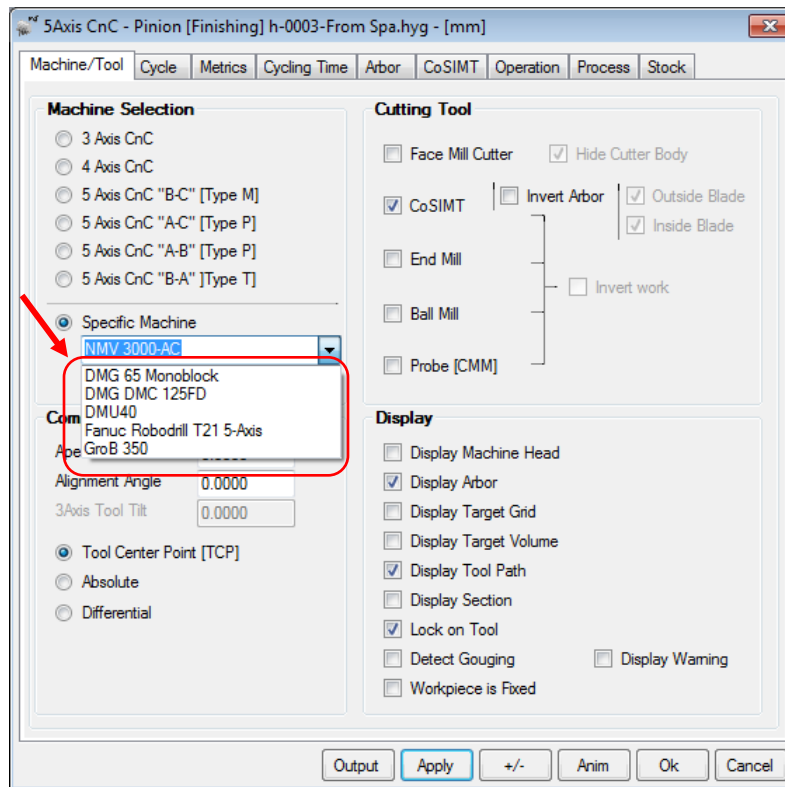 5Axis CnC - Pinion [Finishing] h-0003-From Spa.hyg - [mm]
Machine/Tool Cycle Metrics Cycling Time Arbor CoSIMT Operation Process Stock
Machine Selection
3 Axis CnC
4 Axis CnC
5 Axis CnC "B-C" [Type M]
5 Axis CnC "A-C" [Type P]
5 Axis CnC "A-B" [Type P]
5 Axis CnC "B-A" ]Type T]
Specific Machine
NMV 3000-AC
DMG 65 Monoblock
DMG DMC 125FD
DMU40
Fanuc Robodrill T21 5-Axis
GroB 350
Alignment Angle 0.0000
3Axis Tool Tilt 0.0000
Tool Center Point [TCP]
Absolute
Differential
Cutting Tool
Face Mill Cutter Hide Cutter Body
CoSIMT Invert Arbor Outside Blade
Inside Blade
End Mill
Invert work
Ball Mill
Probe [CMM]
Display
Display Machine Head
Display Arbor
Display Target Grid
Display Target Volume
Display Tool Path
Display Section
Lock on Tool
Detect Gouging Display Warning
Workpiece is Fixed
Output Apply +/- Anim Ok Cancel